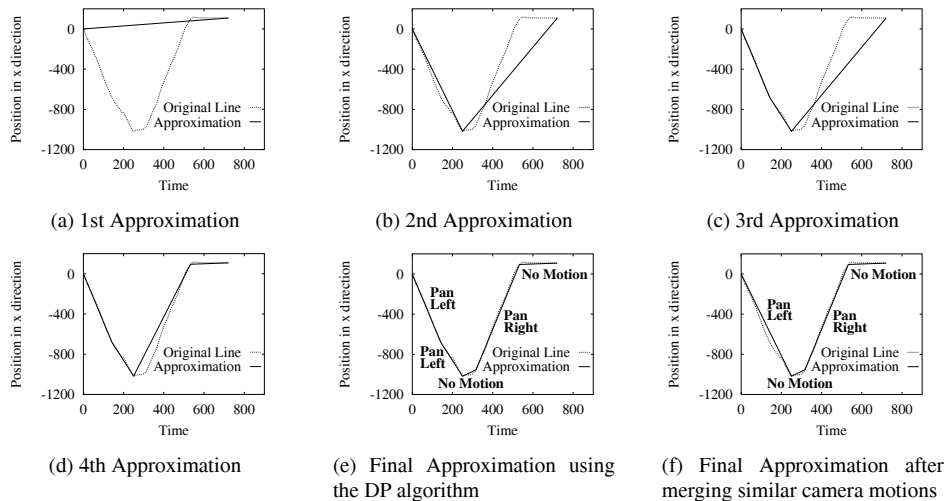 Position in x direction
0
-400
-800
-1200
Original Line
Approximation
0 200 400 600 800
Time
(a) 1st Approximation
Position in x direction
0
-400
-800
-1200
Original Line
Approximation
0 200 400 600 800
Time
(b) 2nd Approximation
Position in x direction
0
-400
-800
-1200
Original Line
Approximation
0 200 400 600 800
Time
(c) 3rd Approximation
Position in x direction
0
-400
-800
-1200
Original Line
Approximation
0 200 400 600 800
Time
(d) 4th Approximation
Position in x direction
0
-400
-800
-1200
No Motion
Pan
Left
Pan
Right
Pan
Left
Original Line
Approximation
No Motion
0 200 400 600 800
Time
(e) Final Approximation using
the DP algorithm
Position in x direction
0
-400
-800
-1200
No Motion
Pan
Left
Pan
Right
Original Line
Approximation
No Motion
0 200 400 600 800
Time
(f) Final Approximation after
merging similar camera motions